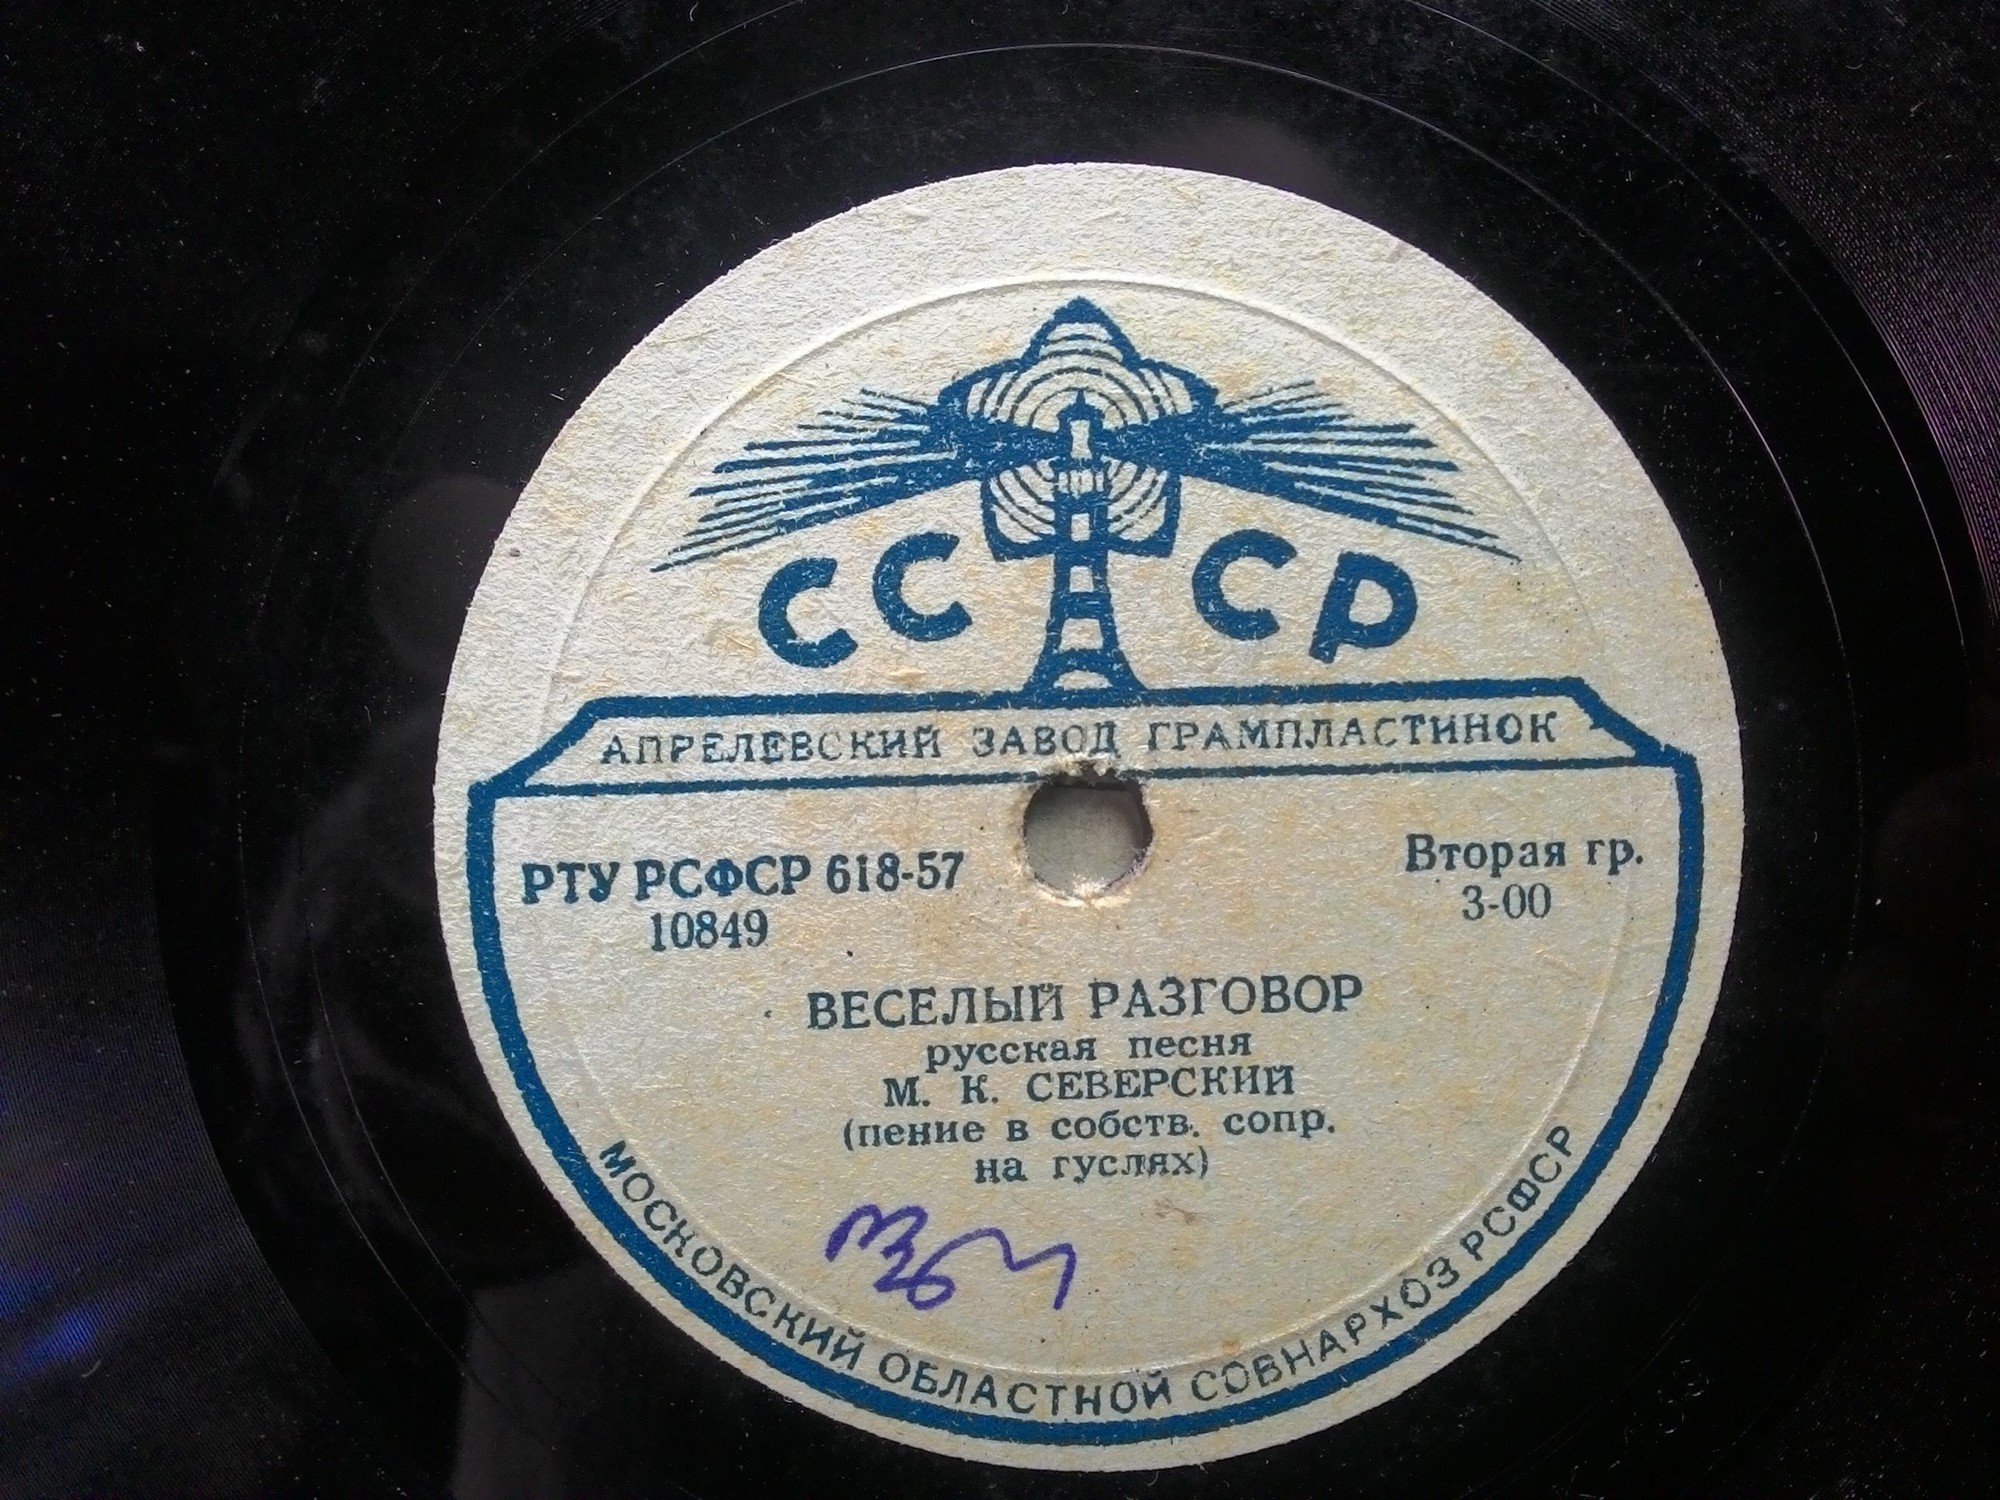 СССР
АПРЕЛЕВСКИЙ ЗАВОД ГРАМПЛАСТИНОК
РТУ РСФСР 618-57
10849
Вторая гр.
3-00
ВЕСЕЛЫЙ РАЗГОВОР
русская песня
М. К. СЕВЕРСКИЙ
(пение в собств. сопр.
на гуслях)
МОСКОВСКИЙ ОБЛАСТНОЙ СОВНАРХОЗ РСФСР